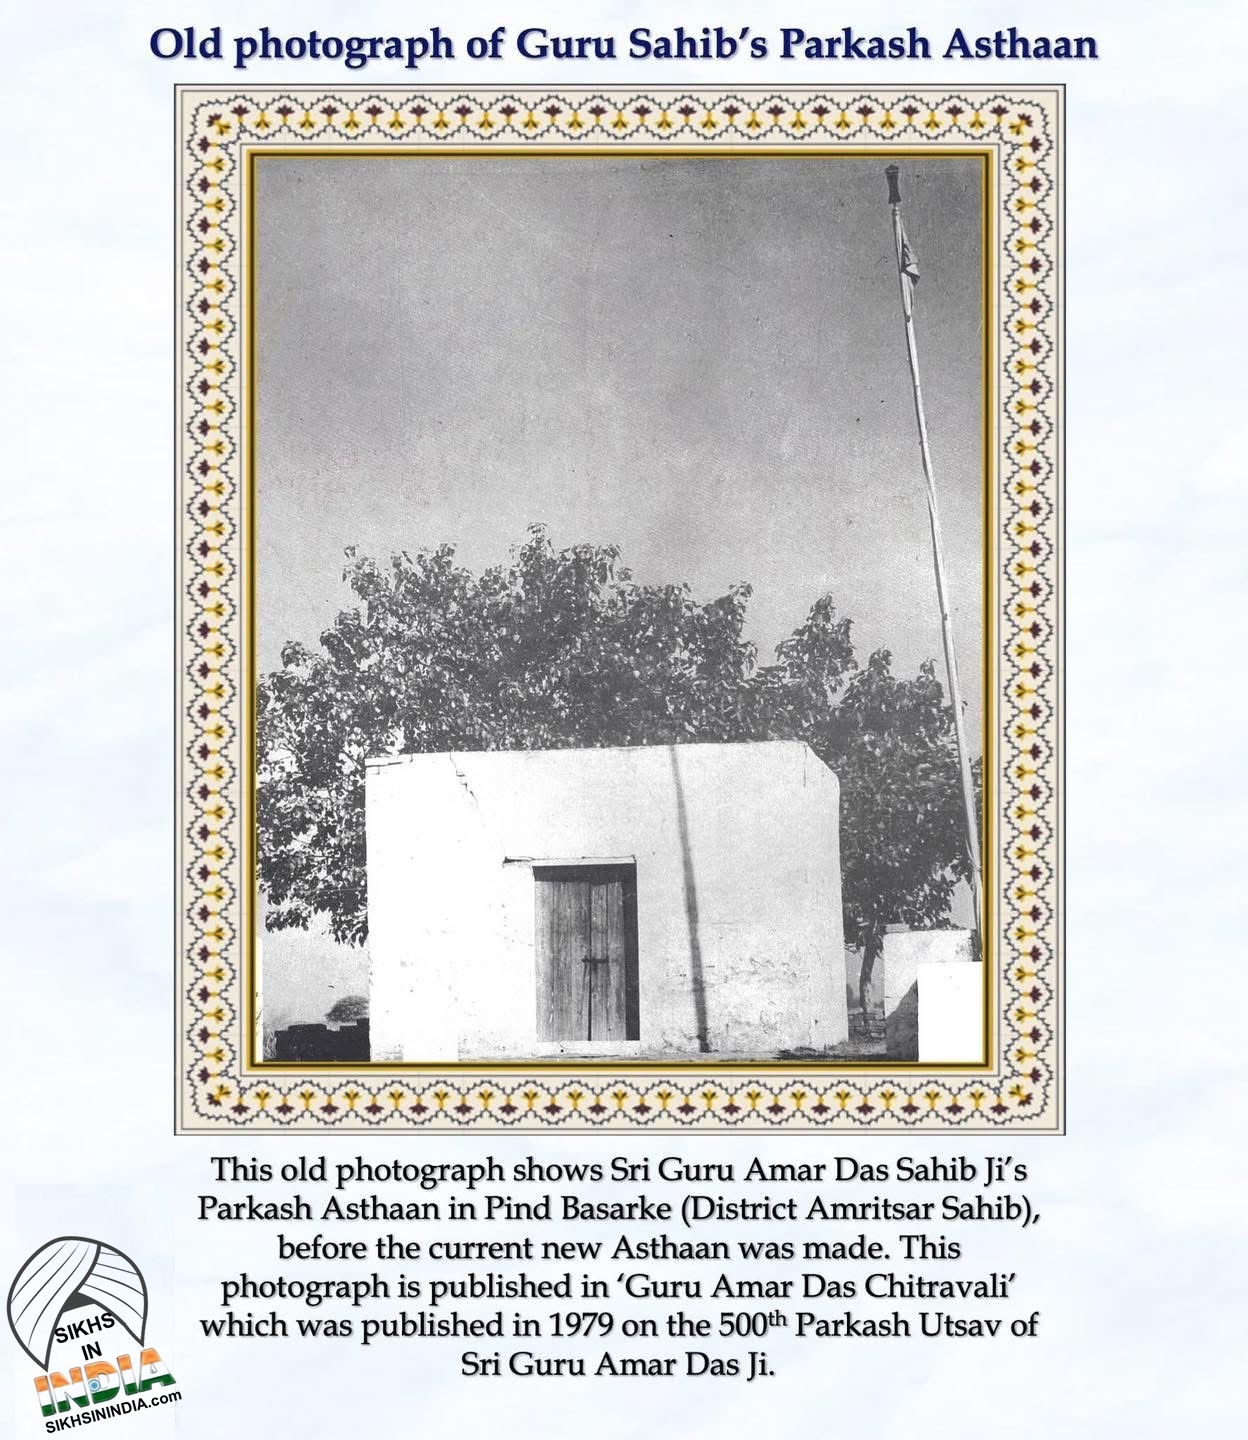 Old photograph of Guru Sahib's Parkash Asthaan
This old photograph shows Sri Guru Amar Das Sahib Ji's
Parkash Asthaan in Pind Basarke (District Amritsar Sahib),
before the current new Asthaan was made. This
photograph is published in ‘Guru Amar Das Chitravali’
which was published in 1979 on the 500th Parkash Utsav of
Sri Guru Amar Das Ji.
SIKHS
IN
INDIA
SIKHSININDIA.com